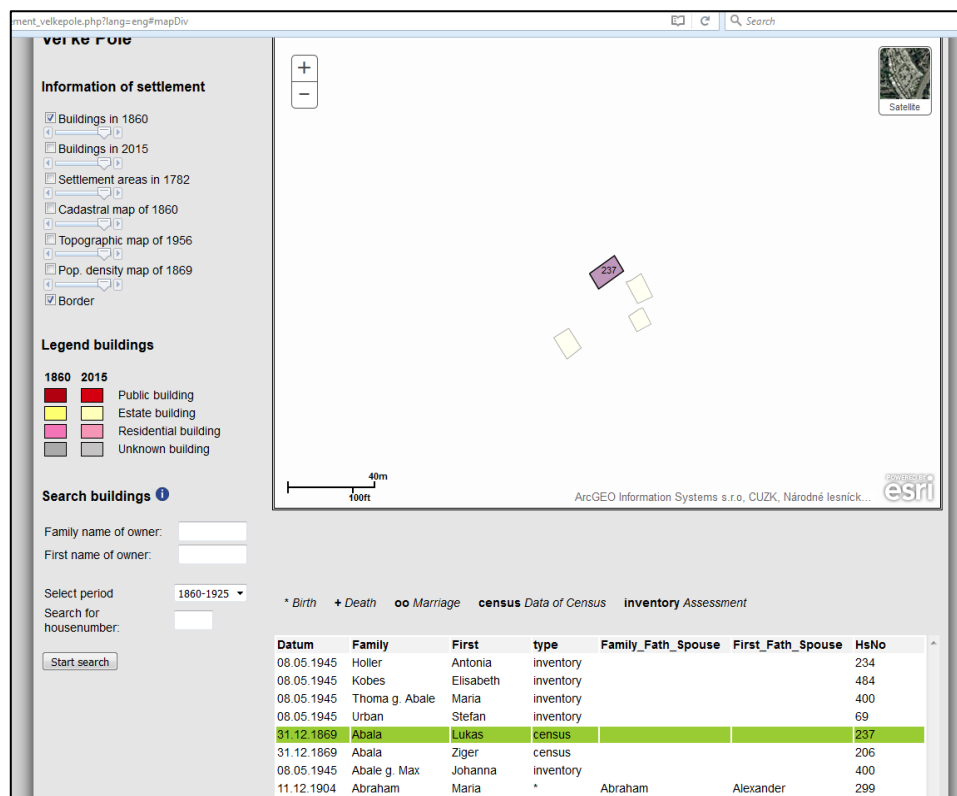 ement_velkepole.php?lang=eng#mapDiv
Search
Information of settlement
Buildings in 1860
Buildings in 2015
Settlement areas in 1782
Cadastral map of 1860
Topographic map of 1956
Pop. density map of 1869
Border
Legend buildings
1860 2015
Public building
Estate building
Residential building
Unknown building
Search buildings i
Family name of owner:
First name of owner:
Select period 1860-1925
Search for
housenumber:
Start search
+
−
Satellite
237
40m
100ft
ArcGEO Information Systems s.r.o, CUZK, Národné lesníck...
POWERED BY
esri
* Birth + Death oo Marriage census Data of Census inventory Assessment
Datum Family First type Family_Fath_Spouse First_Fath_Spouse HsNo
08.05.1945 Holler Antonia inventory 234
08.05.1945 Kobes Elisabeth inventory 484
08.05.1945 Thoma g. Abale Maria inventory 400
08.05.1945 Urban Stefan inventory 69
31.12.1869 Abala Lukas census 237
31.12.1869 Abala Ziger census 206
08.05.1945 Abale g. Max Johanna inventory 400
11.12.1904 Abraham Maria * Abraham Alexander 299